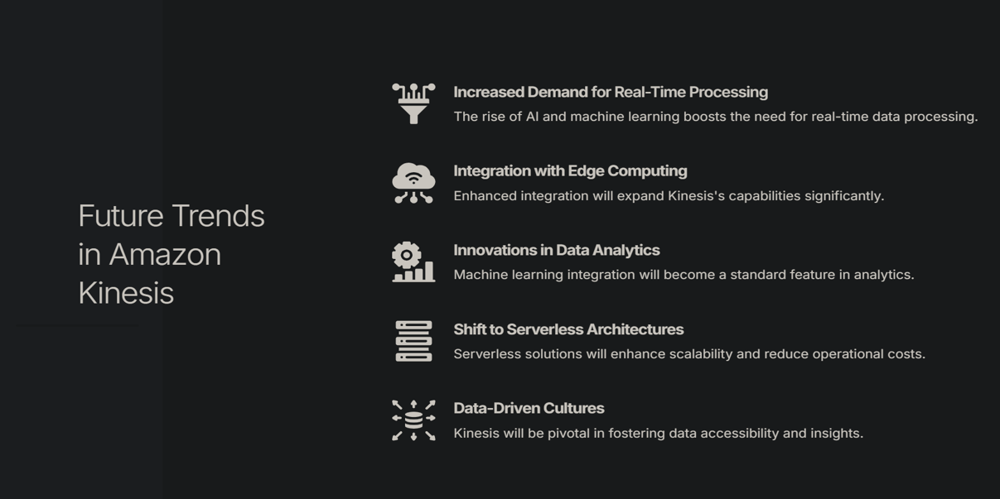 Future Trends
in Amazon
Kinesis
Increased Demand for Real-Time Processing
The rise of AI and machine learning boosts the need for real-time data processing.
Integration with Edge Computing
Enhanced integration will expand Kinesis's capabilities significantly.
Innovations in Data Analytics
Machine learning integration will become a standard feature in analytics.
Shift to Serverless Architectures
Serverless solutions will enhance scalability and reduce operational costs.
Data-Driven Cultures
Kinesis will be pivotal in fostering data accessibility and insights.